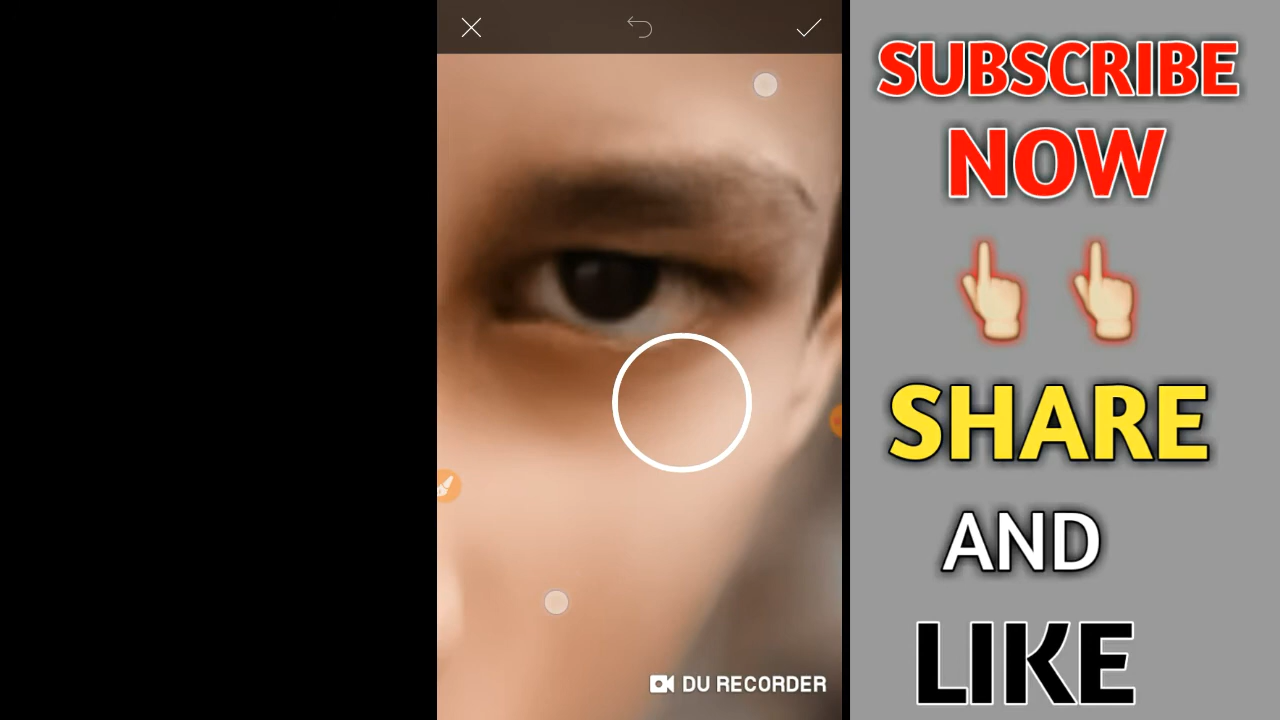 SUBSCRIBE
NOW
SHARE
AND
LIKE
DU RECORDER